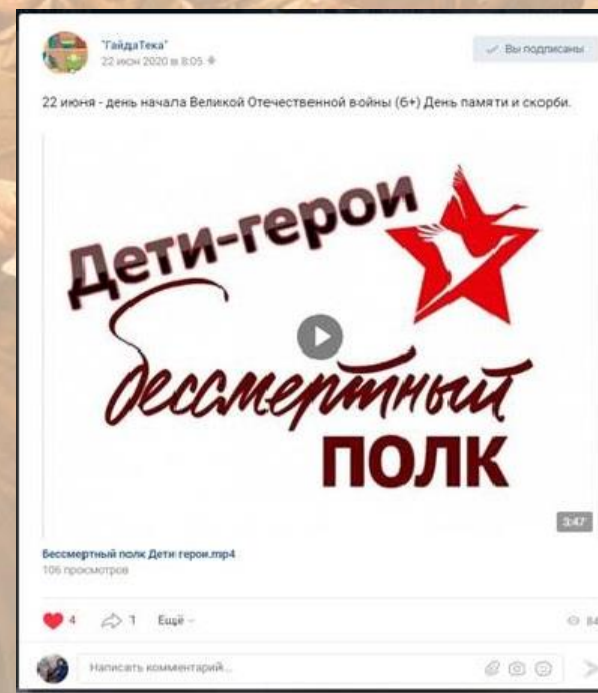 "ГайдаТека"
22 июн 2020 в 8:05
Вы подписаны
22 июня - день начала Великой Отечественной войны (6+) День памяти и скорби.
Дети-герои
бессмертный
ПОЛК
3:47
Бессмертный полк Дети герои.mp4
106 просмотров
4
1
Ещё
84
Написать комментарий...